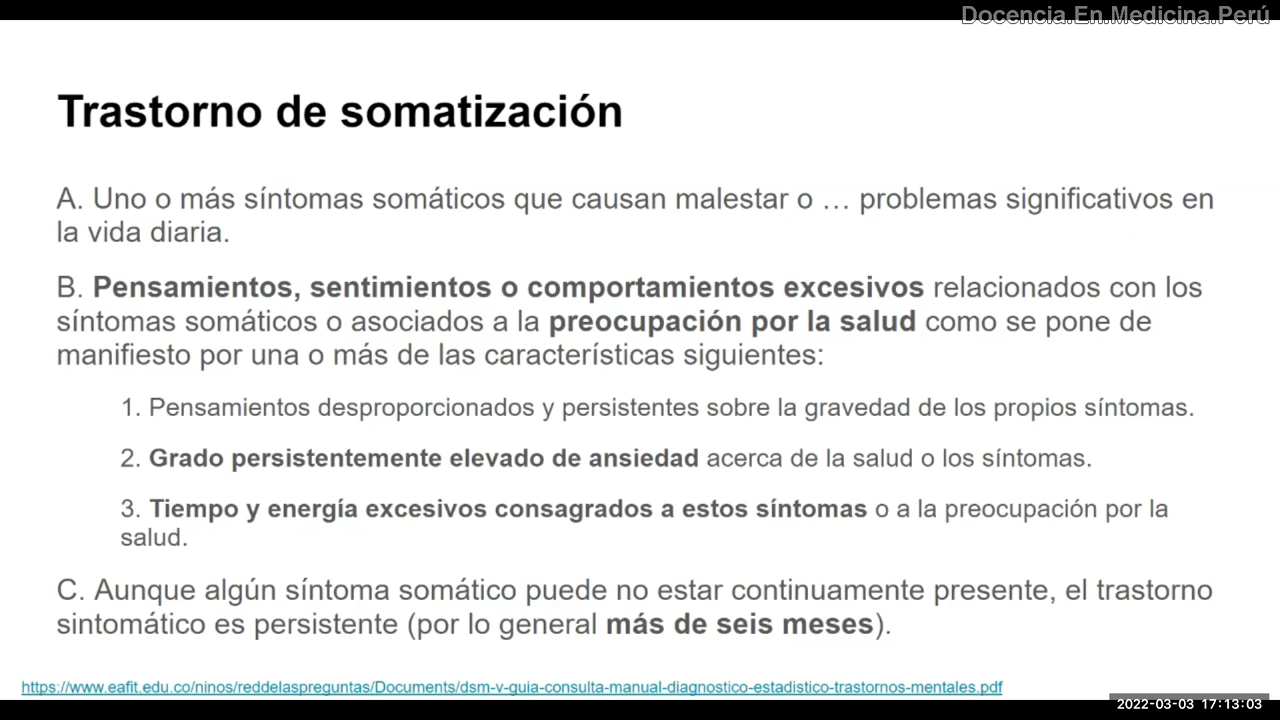 Docencia.En.Medicina.Perú
Trastorno de somatización
A. Uno o más síntomas somáticos que causan malestar o … problemas significativos en
la vida diaria.
B. Pensamientos, sentimientos o comportamientos excesivos relacionados con los
síntomas somáticos o asociados a la preocupación por la salud como se pone de
manifiesto por una o más de las características siguientes:
1. Pensamientos desproporcionados y persistentes sobre la gravedad de los propios síntomas.
2. Grado persistentemente elevado de ansiedad acerca de la salud o los síntomas.
3. Tiempo y energía excesivos consagrados a estos síntomas o a la preocupación por la
salud.
C. Aunque algún síntoma somático puede no estar continuamente presente, el trastorno
sintomático es persistente (por lo general más de seis meses).
https://www.eafit.edu.co/ninos/reddelaspreguntas/Documents/dsm-v-guia-consulta-manual-diagnostico-estadistico-trastornos-mentales.pdf
2022-03-03 17:13:03